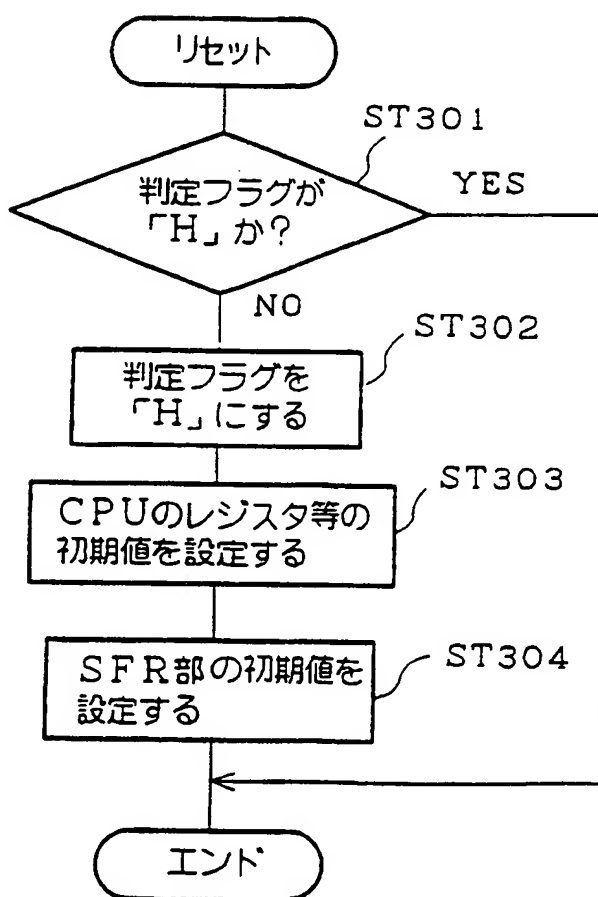 リセット
ST301
判定フラグが
「H」か?
YES
NO
ST302
判定フラグを
「H」にする
ST303
CPUのレジスタ等の
初期値を設定する
ST304
SFR部の初期値を
設定する
エンド